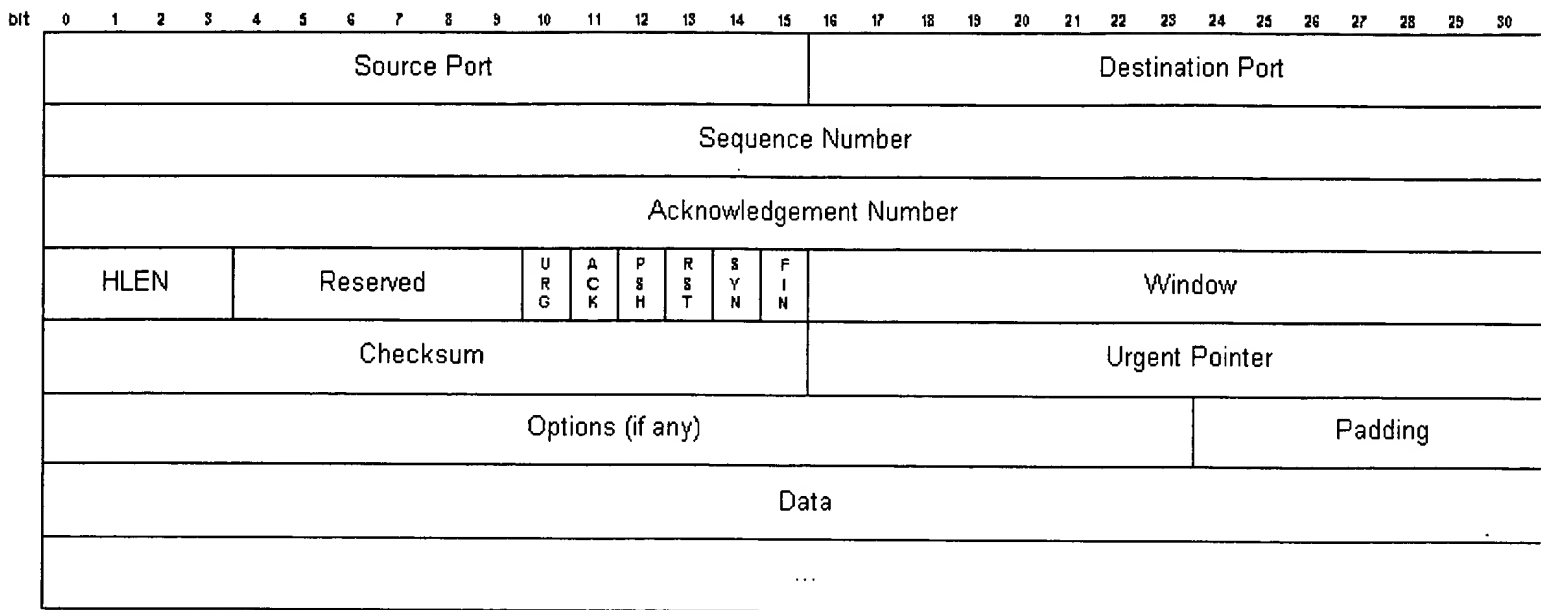 bit 0 1 2 3 4 5 6 7 8 9 10 11 12 13 14 15 16 17 18 19 20 21 22 23 24 25 26 27 28 29 30
Source Port Destination Port
Sequence Number
Acknowledgement Number
HLEN Reserved URG ACK PSH RST SYN FIN Window
Checksum Urgent Pointer
Options (if any) Padding
Data
...